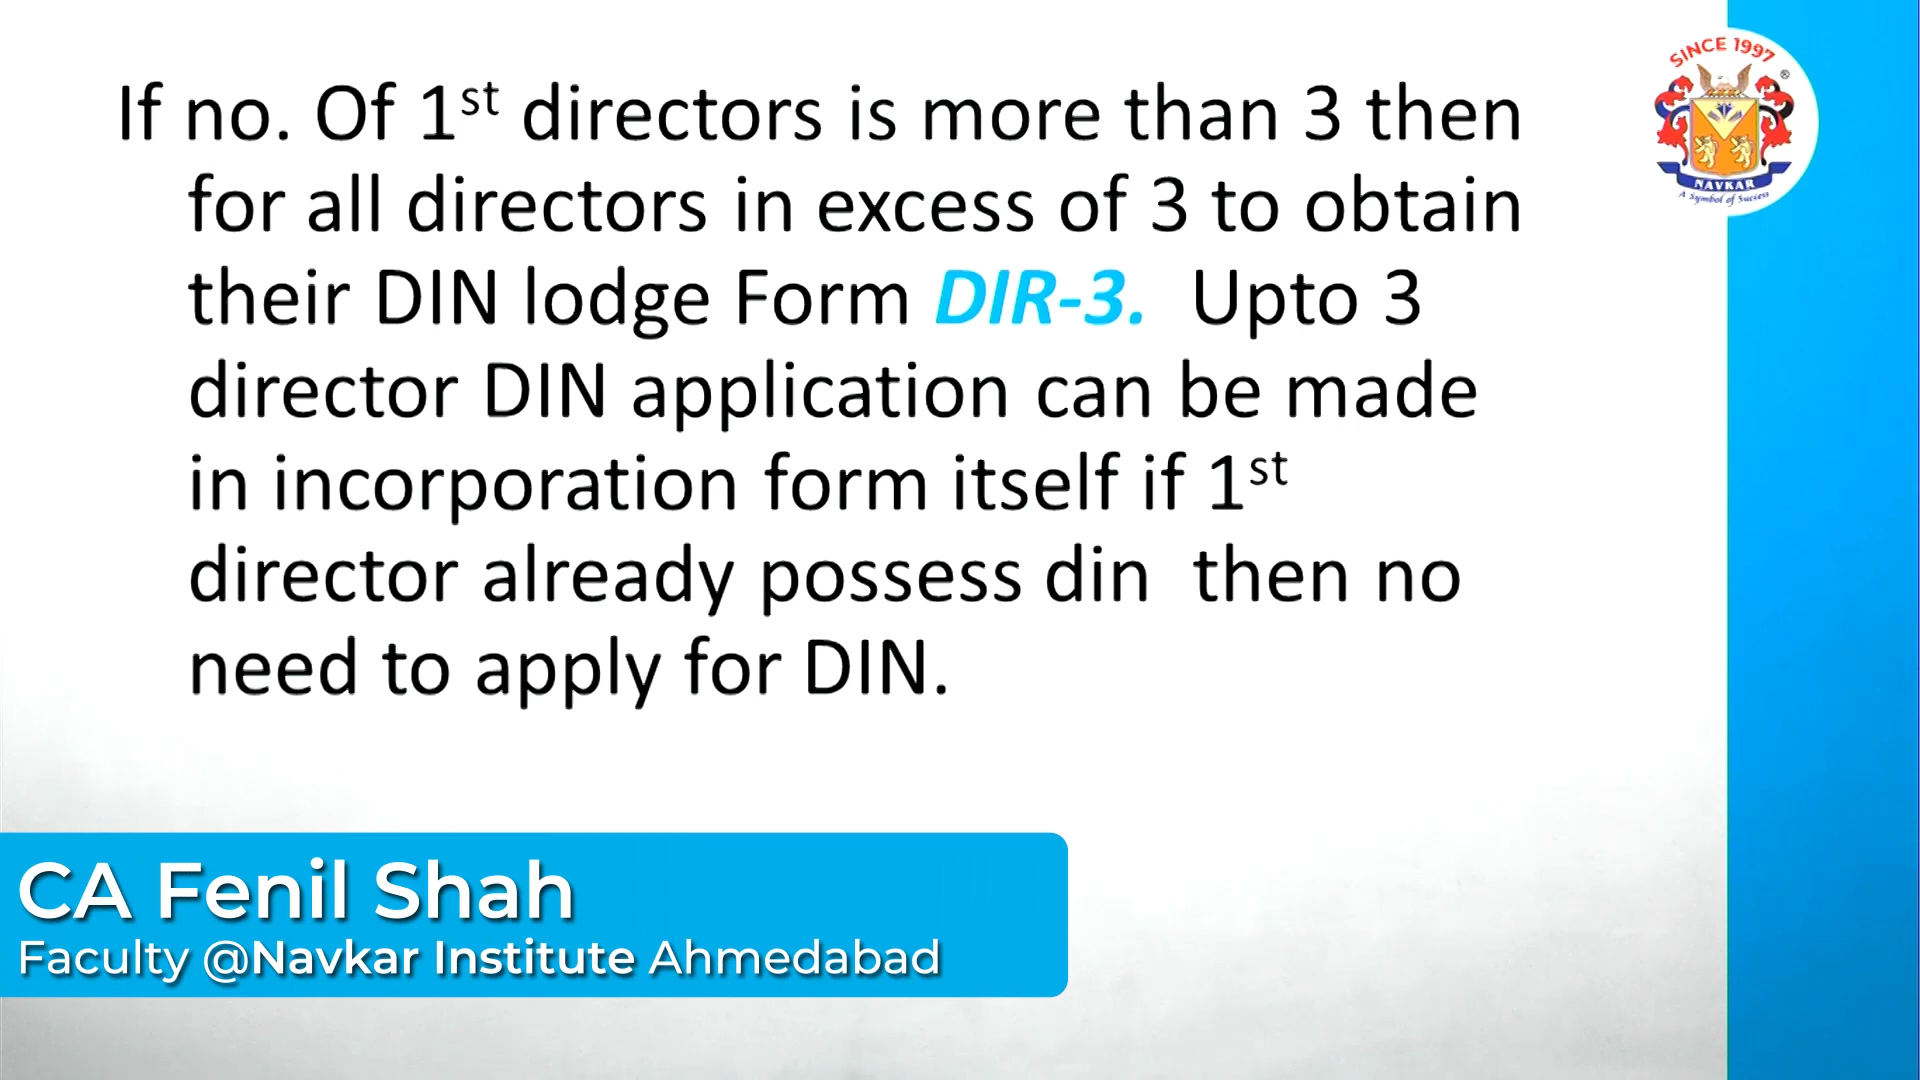 If no. Of 1st directors is more than 3 then
for all directors in excess of 3 to obtain
their DIN lodge Form DIR-3. Upto 3
director DIN application can be made
in incorporation form itself if 1st
director already possess din then no
need to apply for DIN.
SINCE 1997
®
NAVKAR
A Symbol of Success
CA Fenil Shah
Faculty @Navkar Institute Ahmedabad